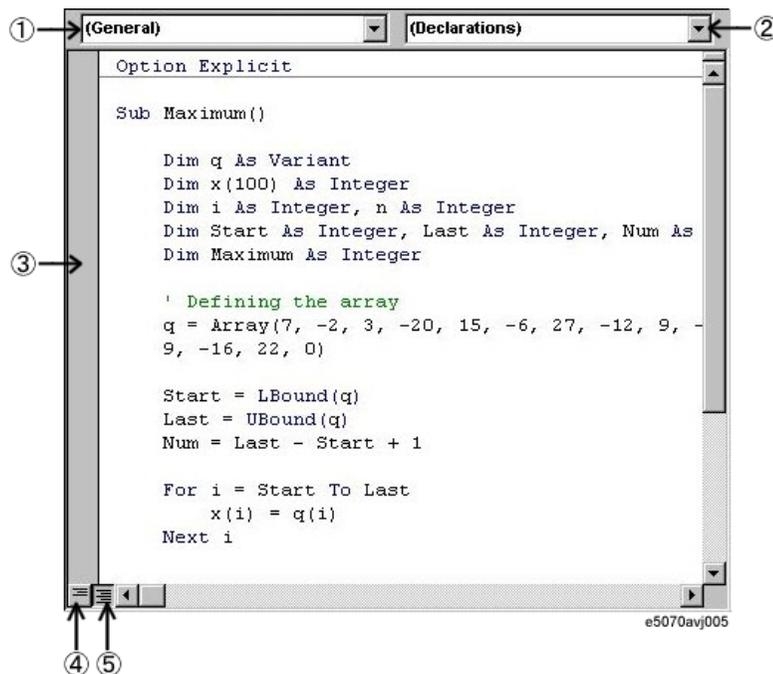 ① (General) (Declarations) ②
Option Explicit
Sub Maximum()
Dim q As Variant
Dim x(100) As Integer
Dim i As Integer, n As Integer
Dim Start As Integer, Last As Integer, Num As
③ Dim Maximum As Integer
' Defining the array
q = Array(7, -2, 3, -20, 15, -6, 27, -12, 9, -
9, -16, 22, 0)
Start = LBound(q)
Last = UBound(q)
Num = Last - Start + 1
For i = Start To Last
x(i) = q(i)
Next i
e5070avj005
④ ⑤